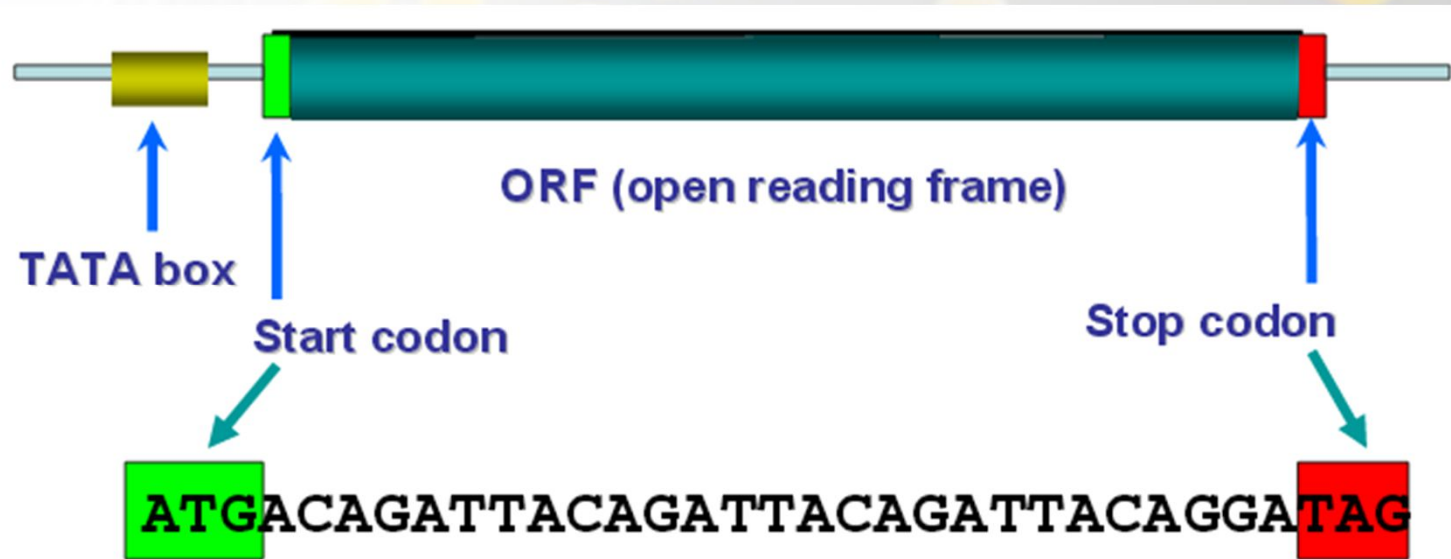 ORF (open reading frame)
TATA box
Start codon
Stop codon
ATGACAGATTACAGATTACAGATTACAGGATAG